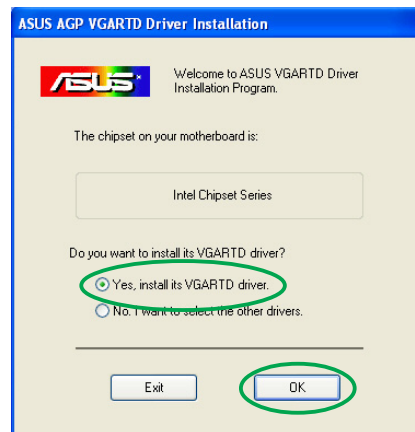 ASUS AGP VGARTD Driver Installation
ASUS
Welcome to ASUS VGARTD Driver
Installation Program.
The chipset on your motherboard is:
Intel Chipset Series
Do you want to install its VGARTD driver?
Yes, install its VGARTD driver.
No. I want to select the other drivers.
Exit
OK